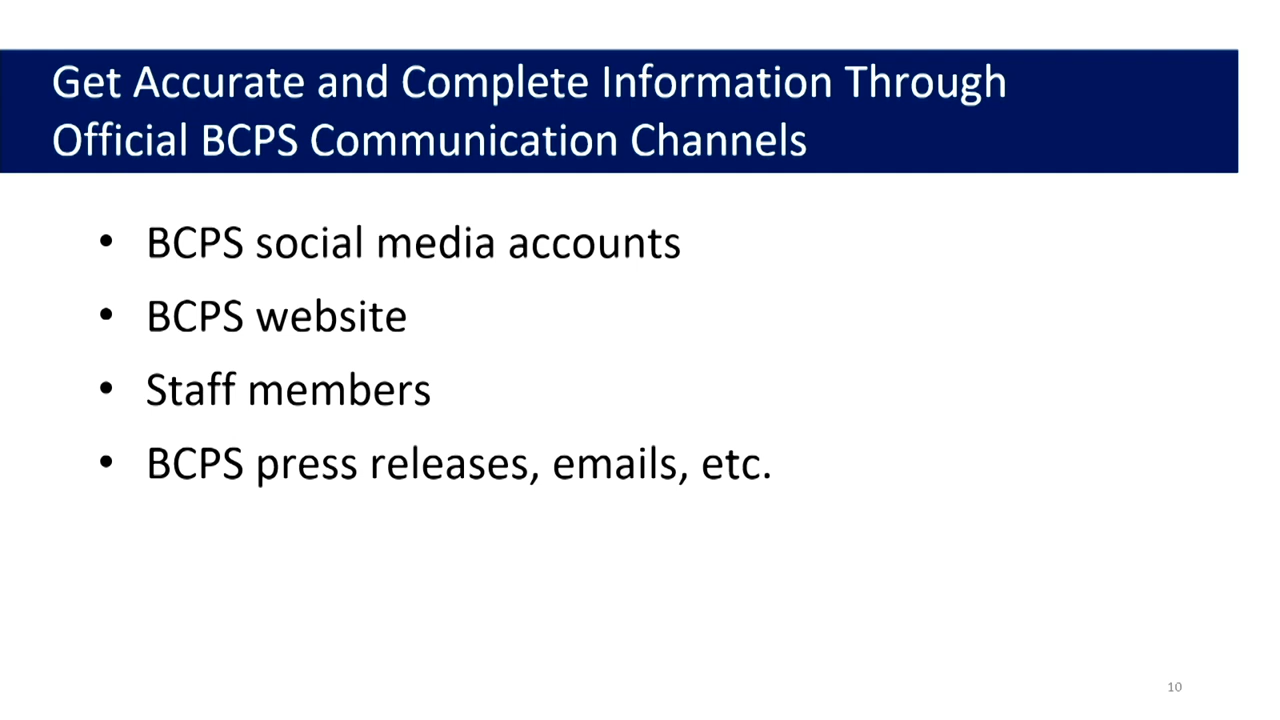 Get Accurate and Complete Information Through
Official BCPS Communication Channels
• BCPS social media accounts
• BCPS website
• Staff members
• BCPS press releases, emails, etc.
10